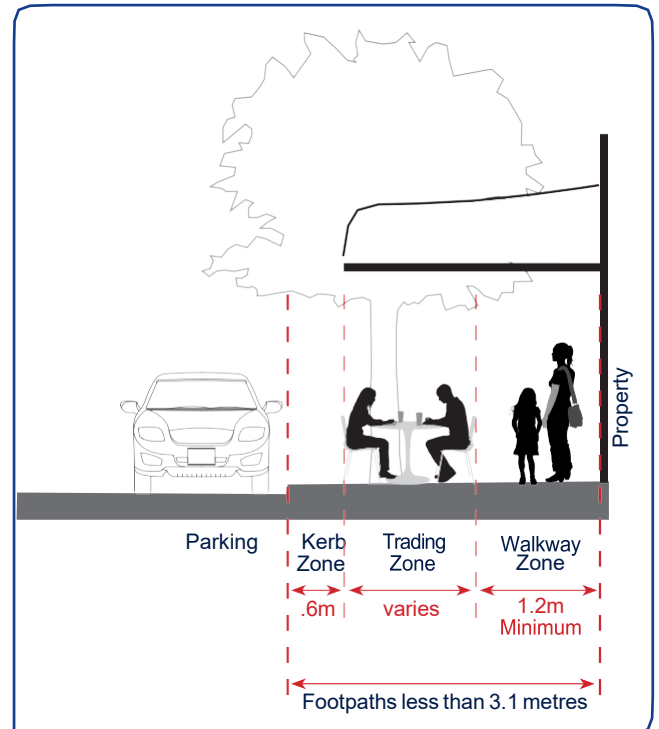 Property
Parking
Kerb
Zone
Trading
Zone
Walkway
Zone
.6m
varies
1.2m
Minimum
Footpaths less than 3.1 metres